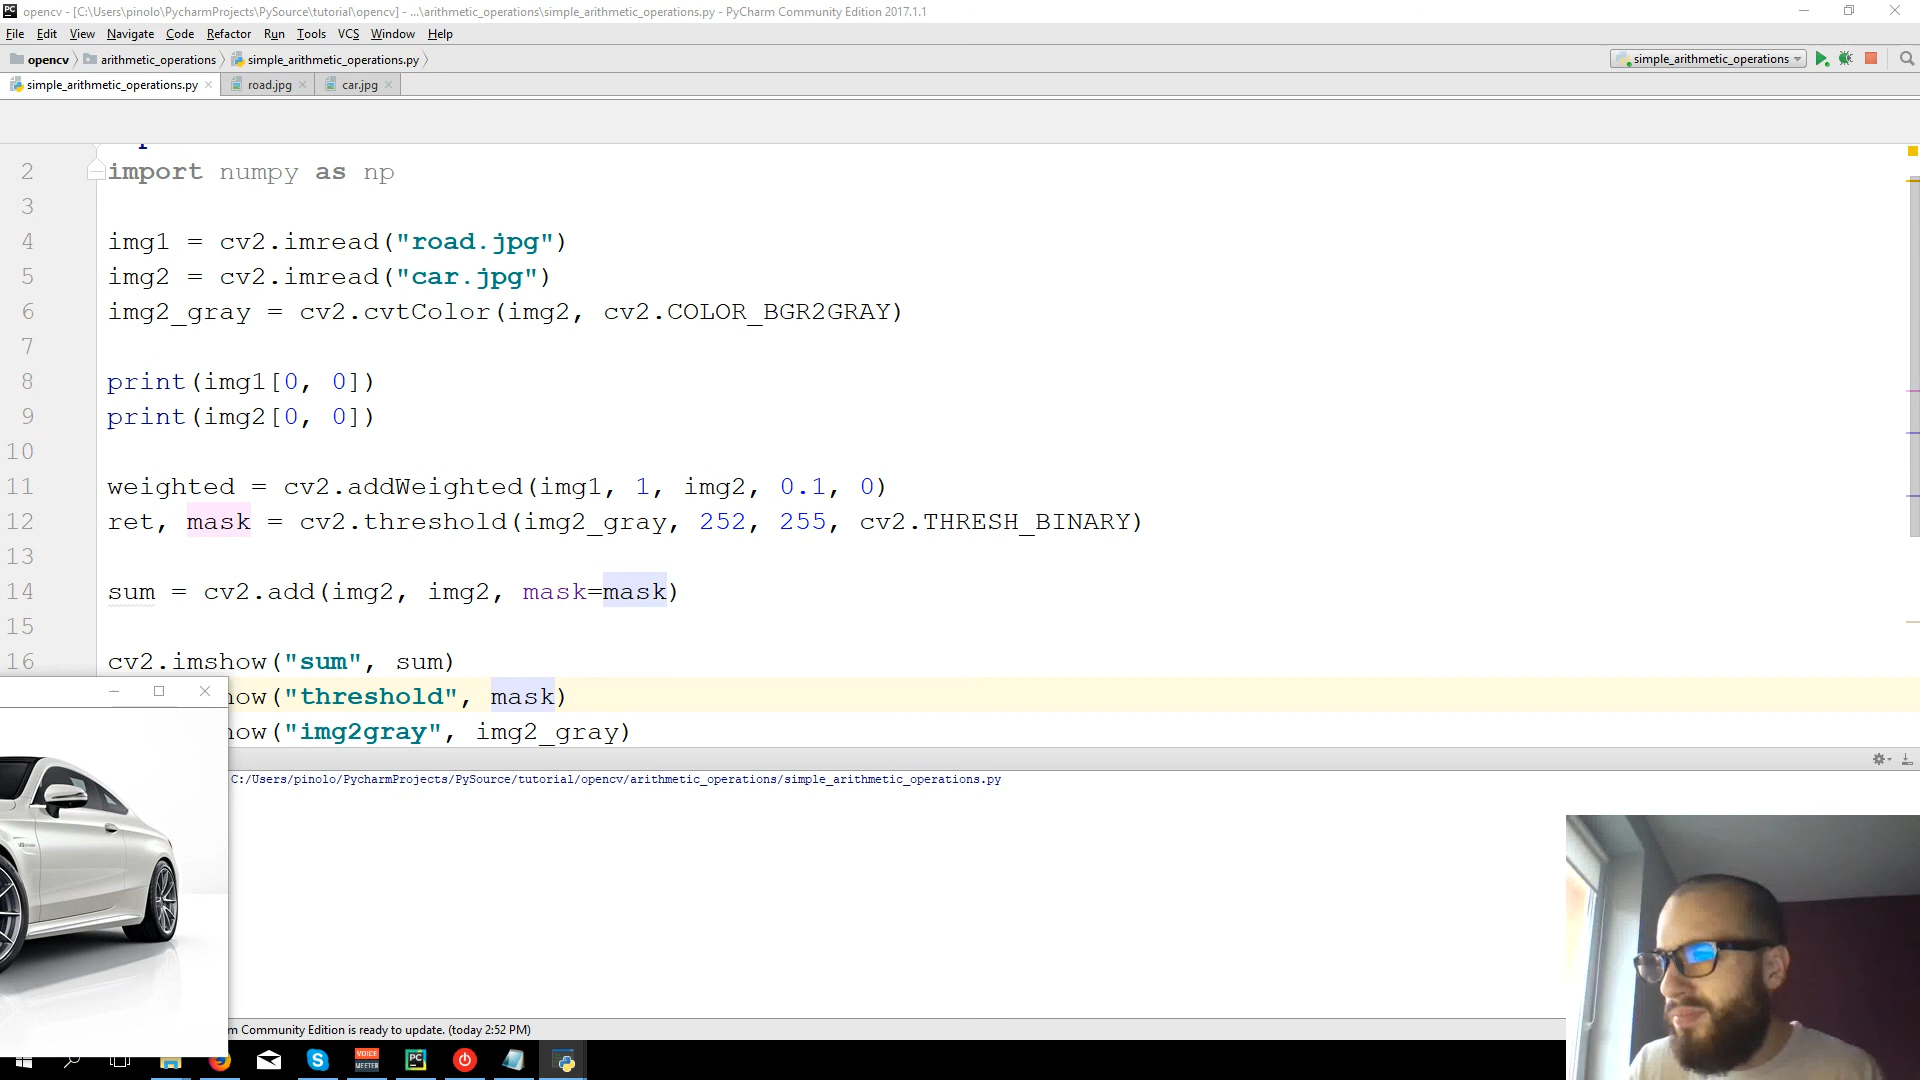 PC opencv - [C:\Users\pinolo\PycharmProjects\PySource\tutorial\opencv] - ...\arithmetic_operations\simple_arithmetic_operations.py - PyCharm Community Edition 2017.1.1
File Edit View Navigate Code Refactor Run Tools VCS Window Help
opencv arithmetic_operations simple_arithmetic_operations.py simple_arithmetic_operations
simple_arithmetic_operations.py road.jpg car.jpg
2 import numpy as np
3
4 img1 = cv2.imread("road.jpg")
5 img2 = cv2.imread("car.jpg")
6 img2_gray = cv2.cvtColor(img2, cv2.COLOR_BGR2GRAY)
7
8 print(img1[0, 0])
9 print(img2[0, 0])
10
11 weighted = cv2.addWeighted(img1, 1, img2, 0.1, 0)
12 ret, mask = cv2.threshold(img2_gray, 252, 255, cv2.THRESH_BINARY)
13
14 sum = cv2.add(img2, img2, mask=mask)
15
16 cv2.imshow("sum", sum)
how("threshold", mask)
how("img2gray", img2_gray)
C:/Users/pinolo/PycharmProjects/PySource/tutorial/opencv/arithmetic_operations/simple_arithmetic_operations.py
m Community Edition is ready to update. (today 2:52 PM)
VOICE
MEETER
PC